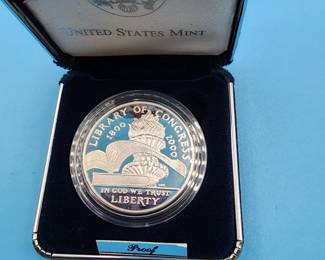 UNITED STATES MINT
LIBRARY OF CONGRESS
1800 2000
IN GOD WE TRUST
LIBERTY
Proof